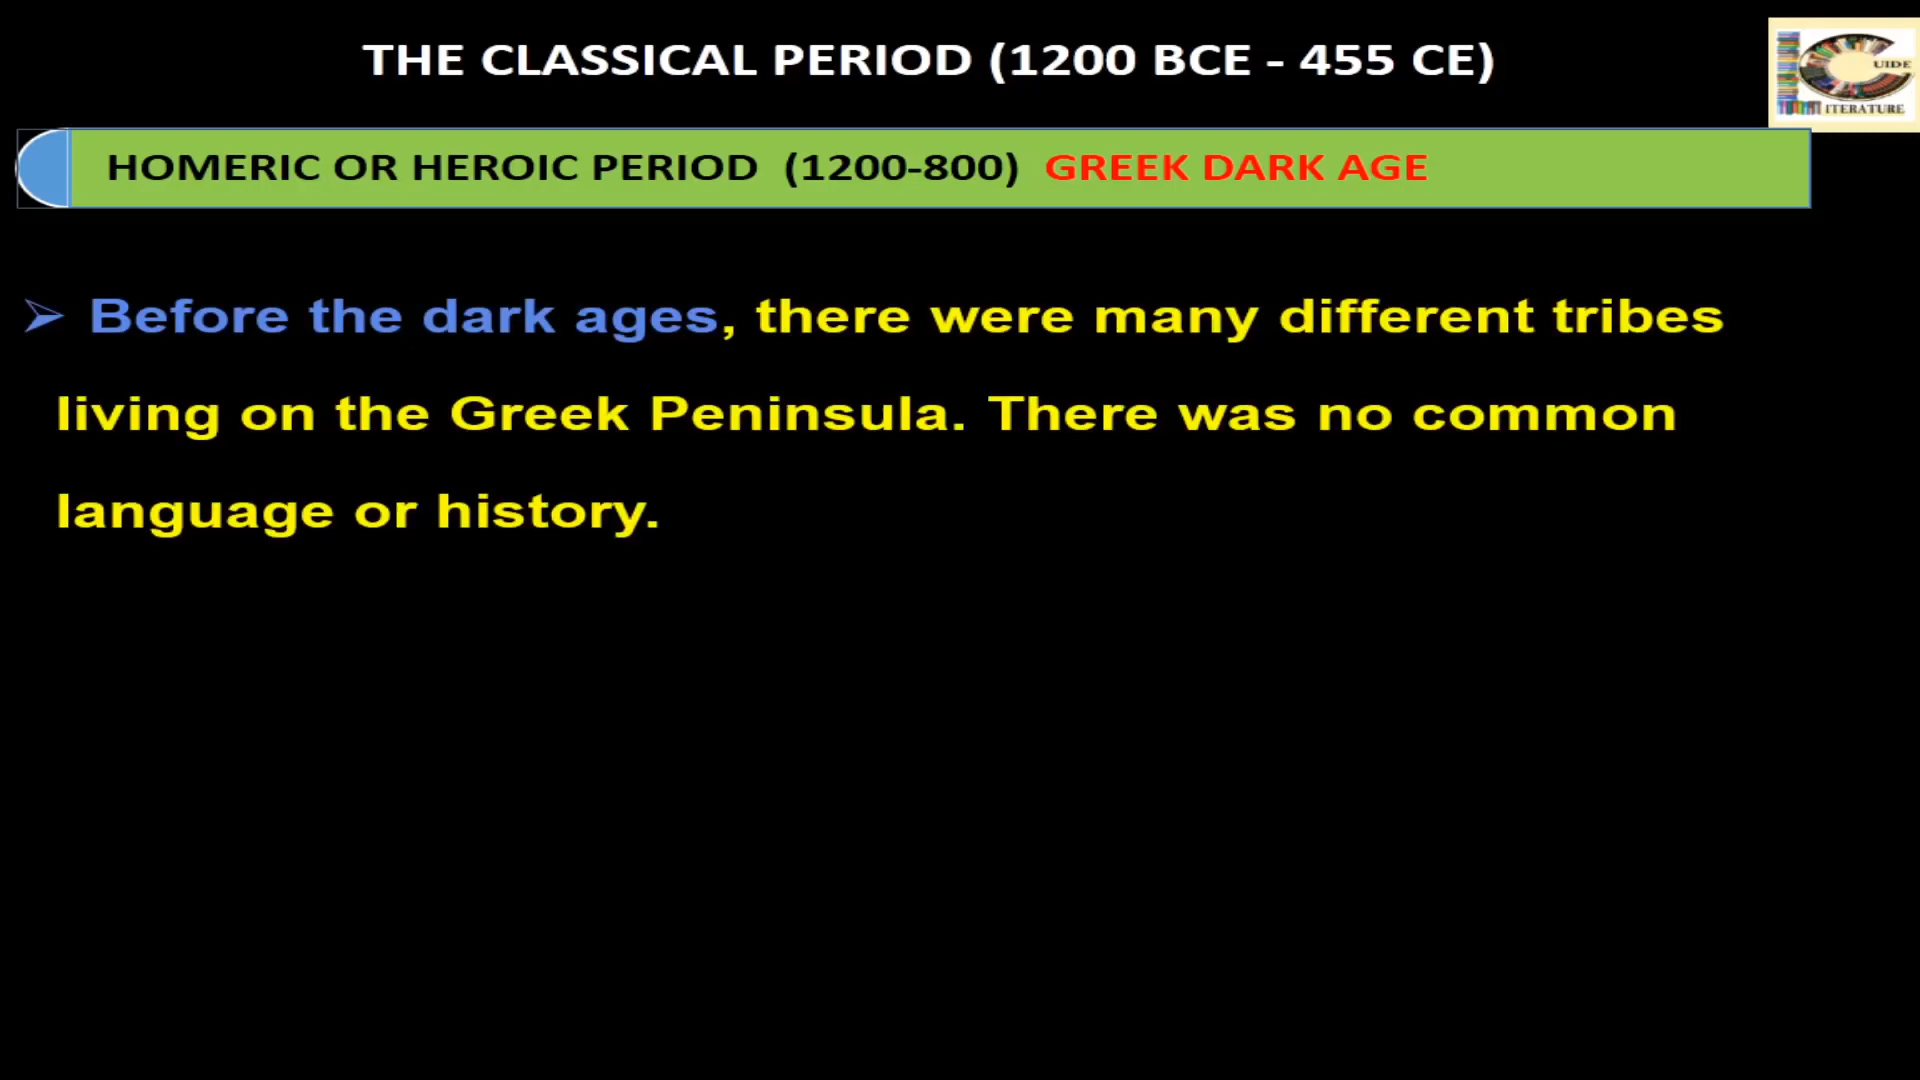 THE CLASSICAL PERIOD (1200 BCE - 455 CE)
UIDE
ITERATURE
HOMERIC OR HEROIC PERIOD (1200-800) GREEK DARK AGE
➢ Before the dark ages, there were many different tribes
living on the Greek Peninsula. There was no common
language or history.